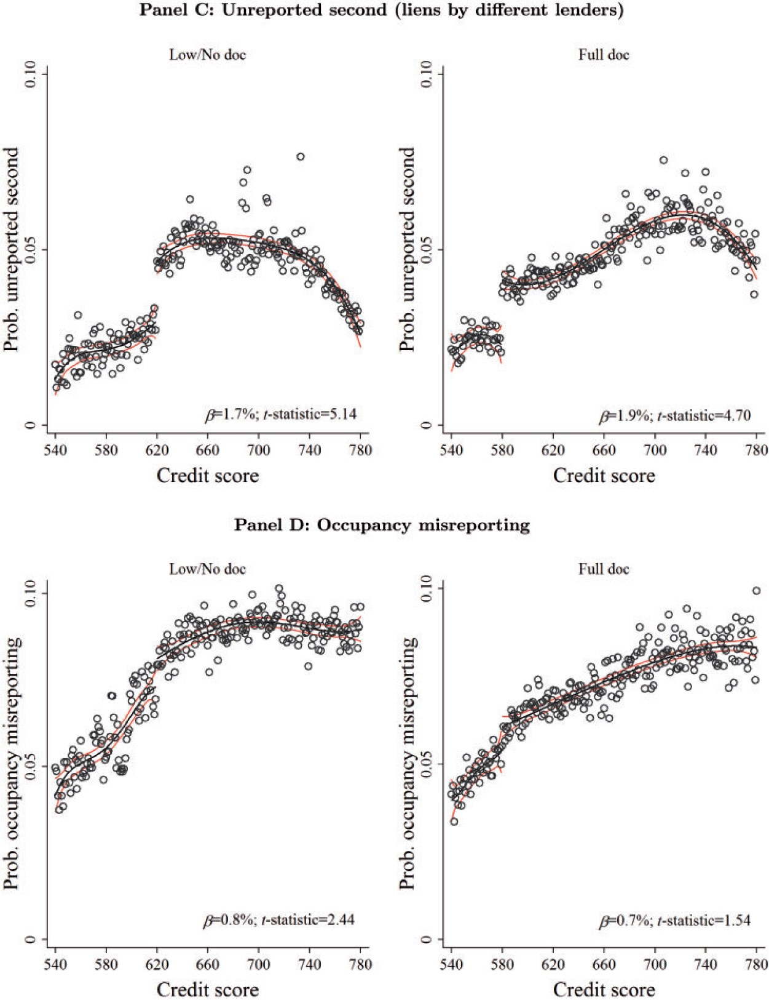 Panel C: Unreported second (liens by different lenders)
Low/No doc
Full doc
Prob. unreported second
0.10
0.05
0
β=1.7%; t-statistic=5.14
540 580 620 660 700 740 780
Credit score
Prob. unreported second
0.10
0.05
0
β=1.9%; t-statistic=4.70
540 580 620 660 700 740 780
Credit score
Panel D: Occupancy misreporting
Low/No doc
Full doc
Prob. occupancy misreporting
0.10
0.05
0
β=0.8%; t-statistic=2.44
540 580 620 660 700 740 780
Credit score
Prob. occupancy misreporting
0.10
0.05
0
β=0.7%; t-statistic=1.54
540 580 620 660 700 740 780
Credit score